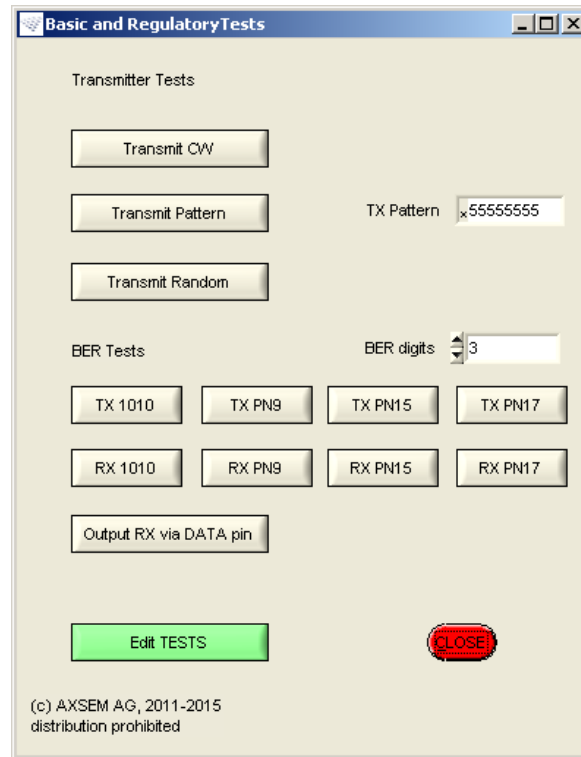 Basic and RegulatoryTests
Transmitter Tests
Transmit CW
Transmit Pattern
TX Pattern
x55555555
Transmit Random
BER Tests
BER digits
3
TX 1010
TX PN9
TX PN15
TX PN17
RX 1010
RX PN9
RX PN15
RX PN17
Output RX via DATA pin
Edit TESTS
CLOSE
(c) AXSEM AG, 2011-2015
distribution prohibited